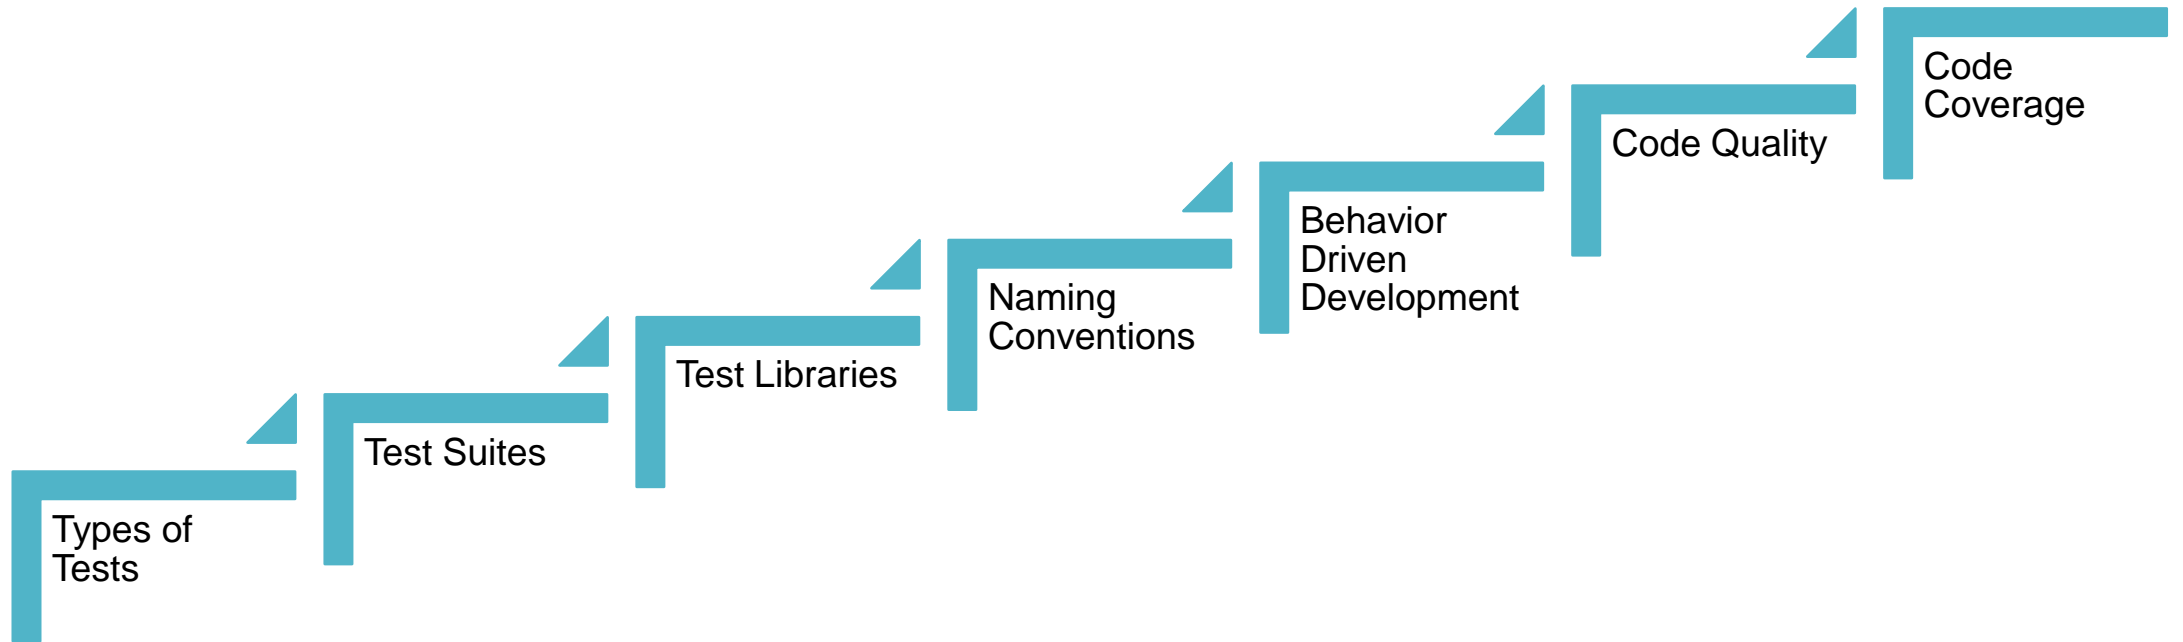 Types of
Tests
Test Suites
Test Libraries
Naming
Conventions
Behavior
Driven
Development
Code Quality
Code
Coverage